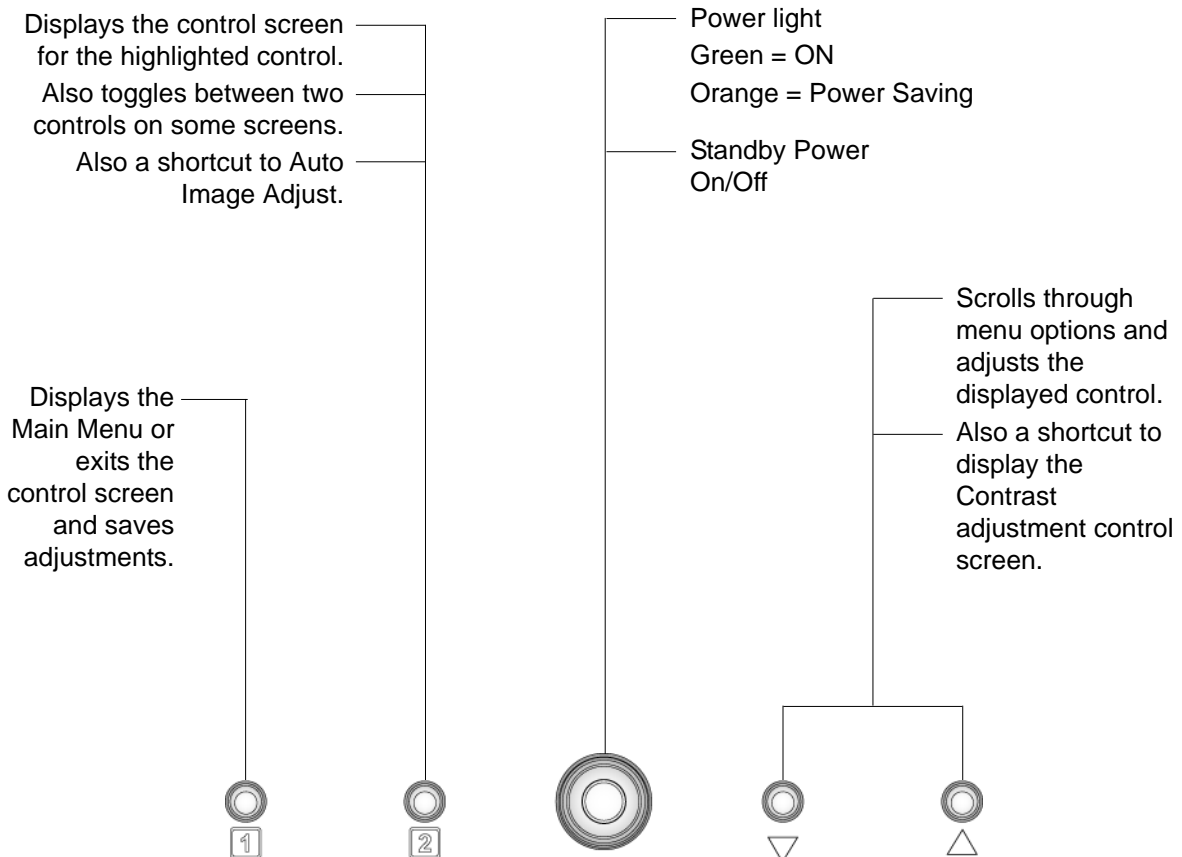 Displays the control screen
for the highlighted control.
Also toggles between two
controls on some screens.
Also a shortcut to Auto
Image Adjust.
Power light
Green = ON
Orange = Power Saving
Standby Power
On/Off
Displays the
Main Menu or
exits the
control screen
and saves
adjustments.
Scrolls through
menu options and
adjusts the
displayed control.
Also a shortcut to
display the
Contrast
adjustment control
screen.
1
2